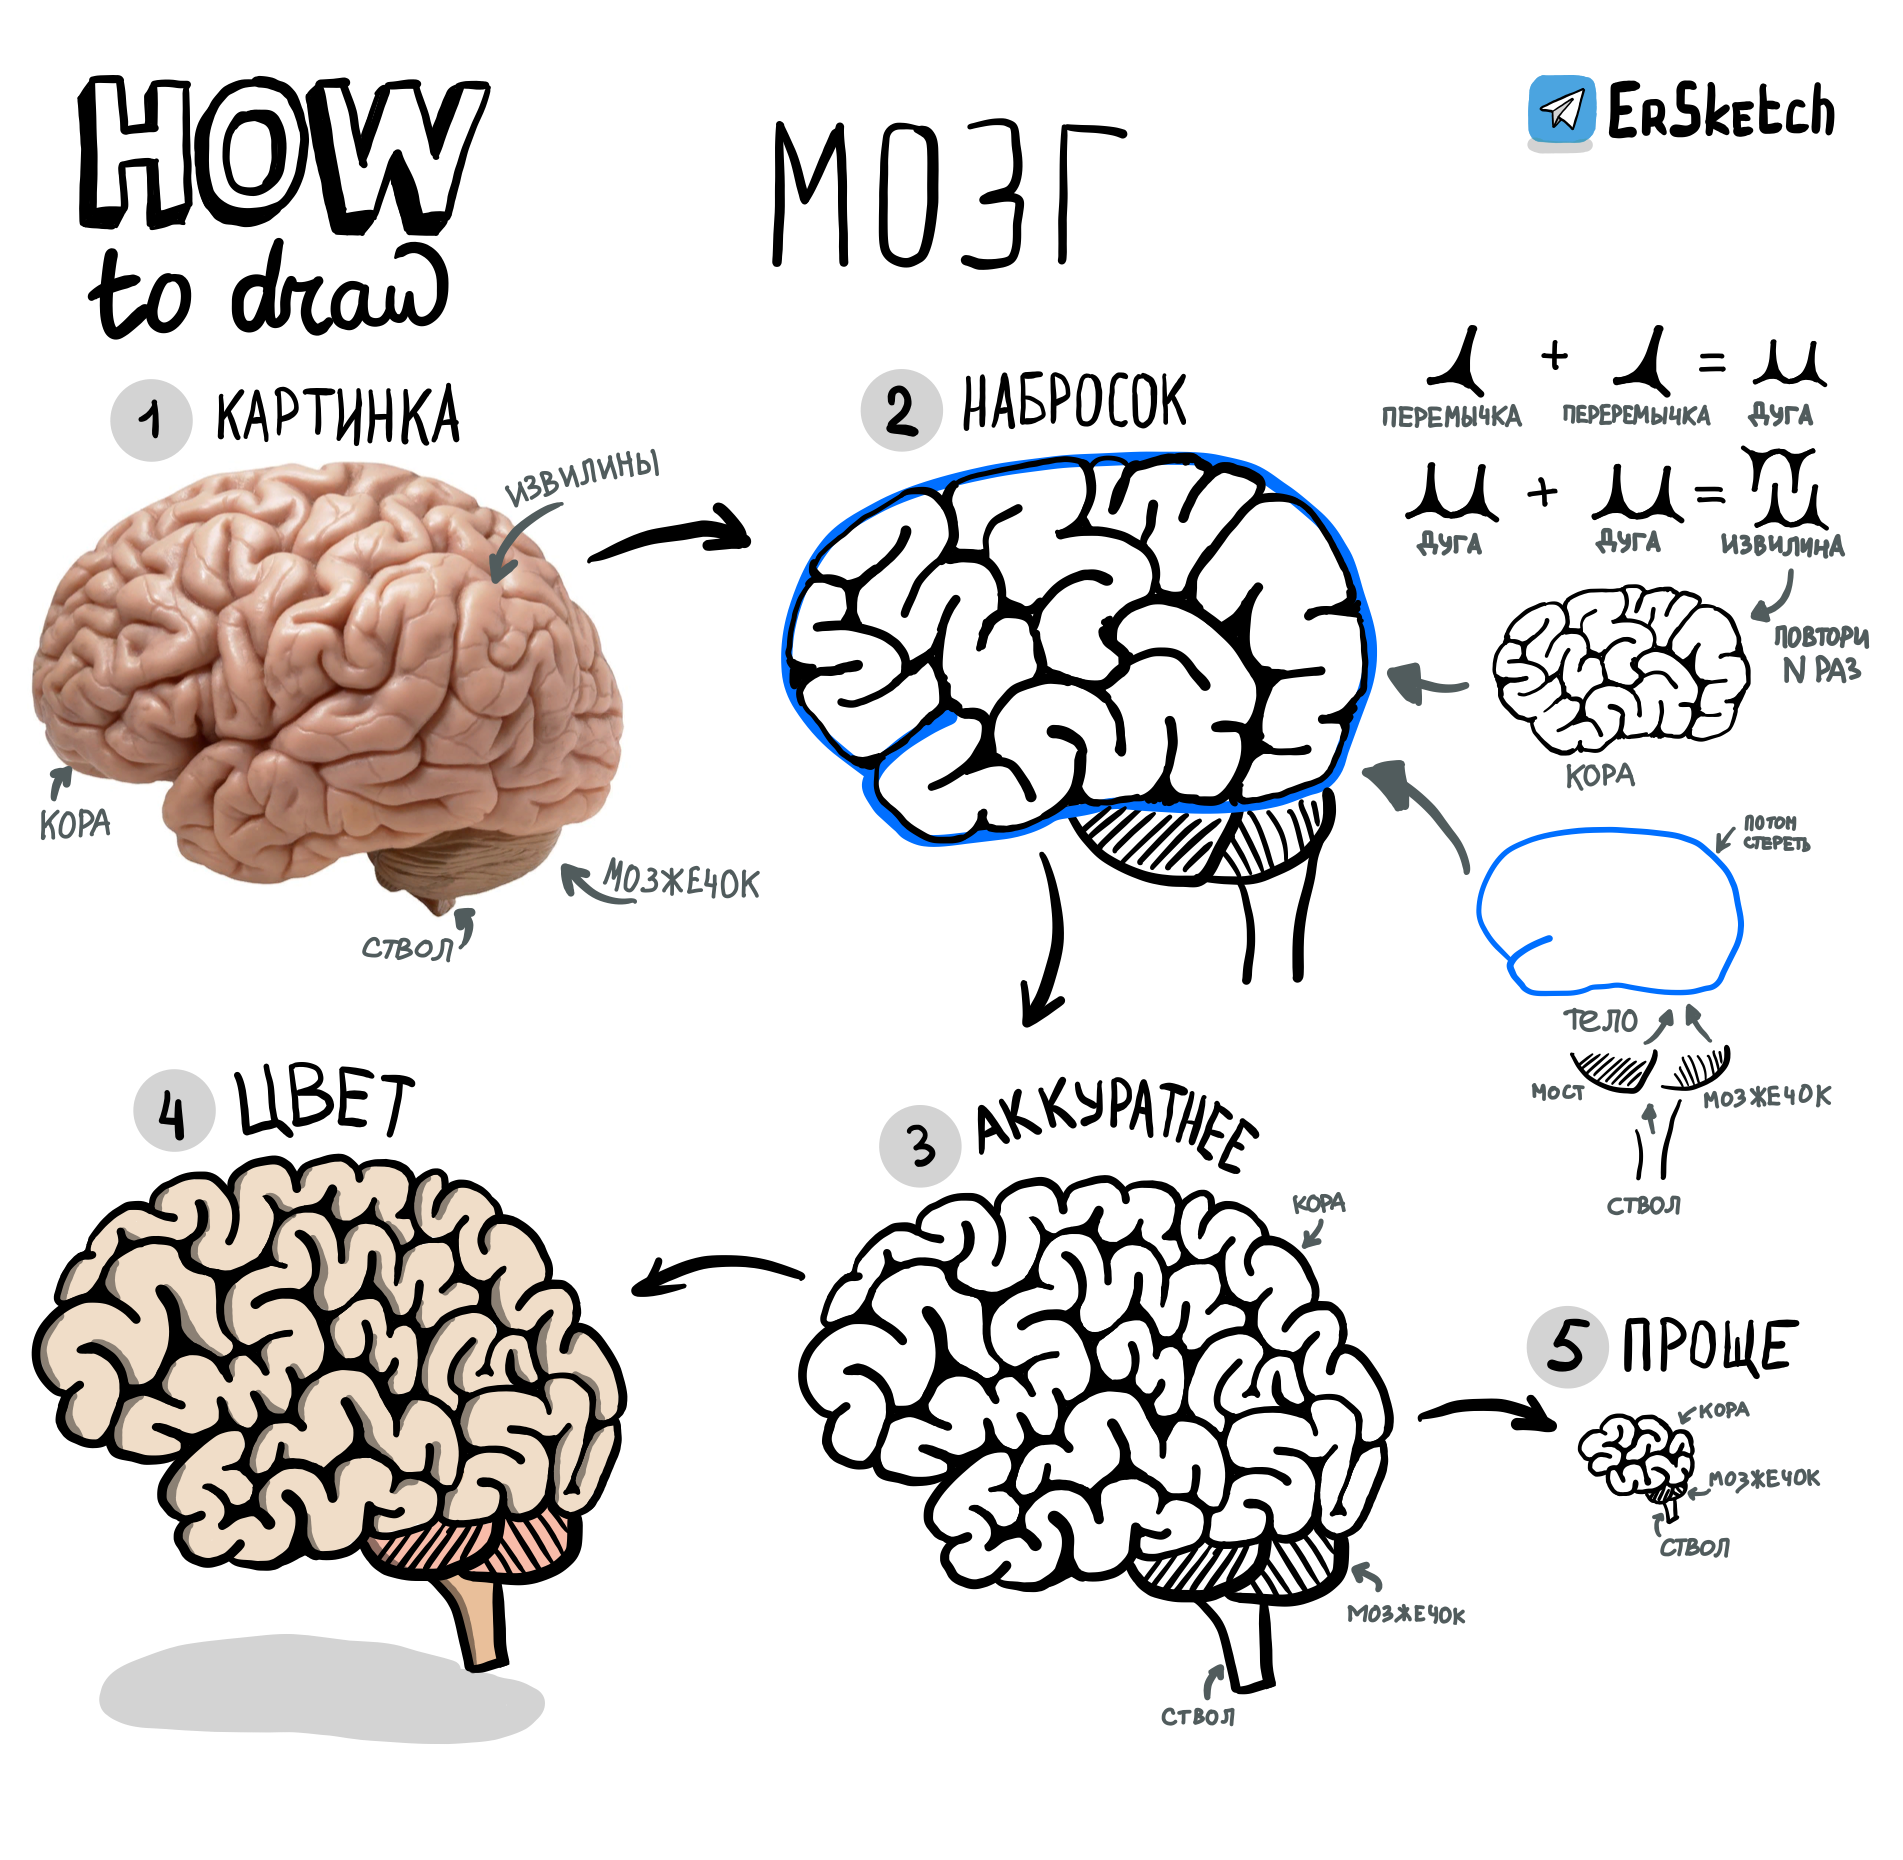 HOW
to draw
МОЗГ
ErSketch
1 КАРТИНКА
ИЗВИЛИНЫ
КОРА
МОЗЖЕЧОК
СТВОЛ
2 НАБРОСОК
+ =
ПЕРЕМЫЧКА ПЕРЕРЕМЫЧКА ДУГА
+ =
ДУГА ДУГА ИЗВИЛИНА
ПОВТОРИ
N РАЗ
КОРА
ПОТОМ
СТЕРЕТЬ
ТЕЛО
МОСТ МОЗЖЕЧОК
СТВОЛ
3 АККУРАТНЕЕ
КОРА
МОЗЖЕЧОК
СТВОЛ
4 ЦВЕТ
5 ПРОЩЕ
КОРА
МОЗЖЕЧОК
СТВОЛ